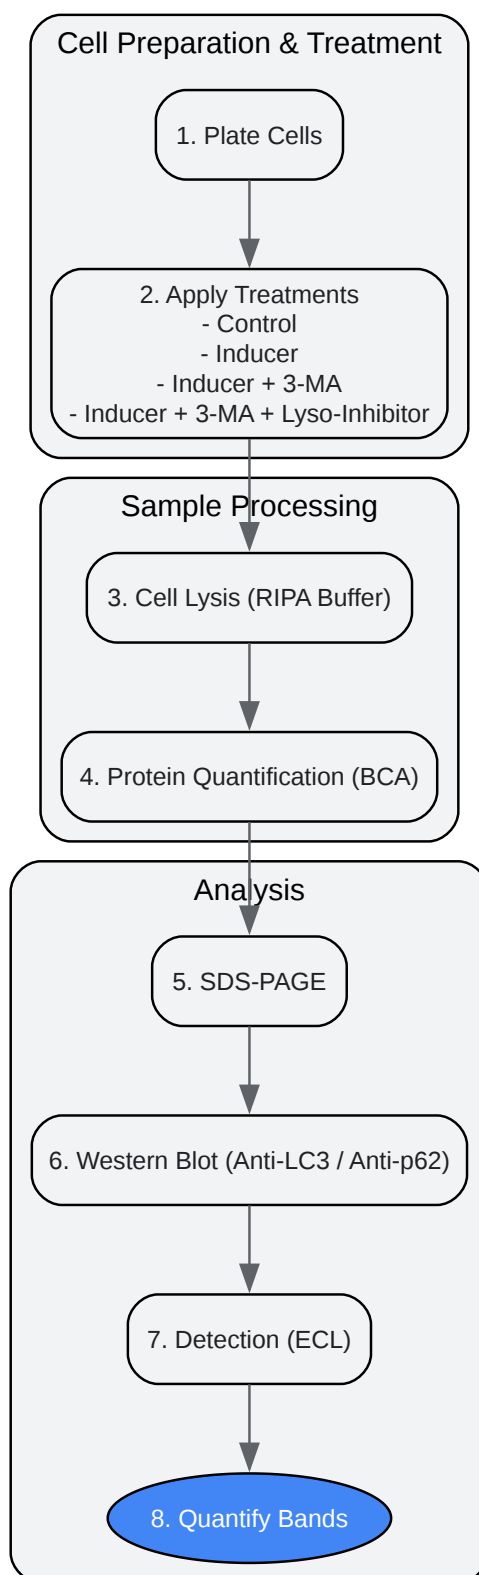 Cell Preparation & Treatment
1. Plate Cells
2. Apply Treatments
- Control
- Inducer
- Inducer + 3-MA
- Inducer + 3-MA + Lyso-Inhibitor
Sample Processing
3. Cell Lysis (RIPA Buffer)
4. Protein Quantification (BCA)
Analysis
5. SDS-PAGE
6. Western Blot (Anti-LC3 / Anti-p62)
7. Detection (ECL)
8. Quantify Bands